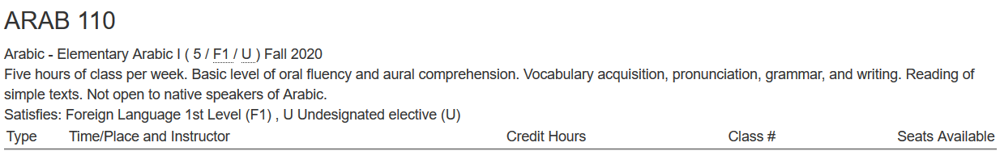 ARAB 110
Arabic - Elementary Arabic I ( 5 / F1 / U ) Fall 2020
Five hours of class per week. Basic level of oral fluency and aural comprehension. Vocabulary acquisition, pronunciation, grammar, and writing. Reading of
simple texts. Not open to native speakers of Arabic.
Satisfies: Foreign Language 1st Level (F1) , U Undesignated elective (U)
Type Time/Place and Instructor Credit Hours Class # Seats Available